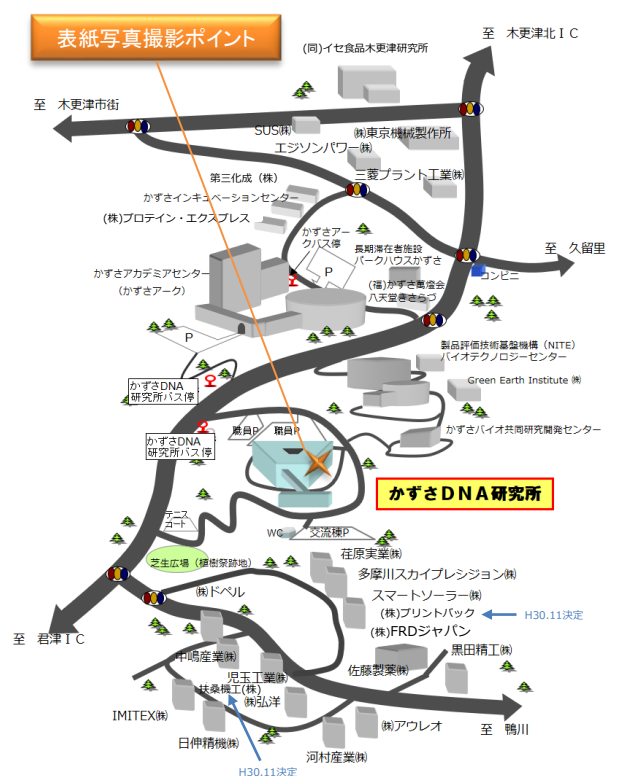 表紙写真撮影ポイント
至　木更津北ＩＣ
(同)イセ食品木更津研究所
至　木更津市街
SUS㈱
㈱東京機械製作所
エジソンパワー㈱
三菱プラント工業㈱
第三化成（株）
かずさインキュベーションセンター
(株)プロテイン・エクスプレス
かずさアー
クバス停
長期滞在者施設
パークハウスかずさ
至　久留里
コンビニ
かずさアカデミアセンター
（かずさアーク）
P
(福)かずさ萬燈会
八天堂きさらづ
P
製品評価技術基盤機構（NITE）
バイオテクノロジーセンター
かずさDNA
研究所バス停
Green Earth Institute ㈱
職員P
職員P
かずさDNA
研究所バス停
かずさバイオ共同研究開発センター
かずさＤＮＡ研究所
テニス
コート
WC
交流棟P
芝生広場（植樹祭跡地）
荏原実業㈱
多摩川スカイプレシジョン㈱
㈱ドベル
スマートソーラー㈱
(株)プリントパック
H30.11決定
(株)FRDジャパン
至　君津ＩＣ
中嶋産業㈱
黒田精工㈱
佐藤製薬㈱
児玉工業㈱
扶桑機工(株)
㈱弘洋
IMITEX㈱
㈱アウレオ
至　鴨川
日伸精機㈱
河村産業㈱
H30.11決定